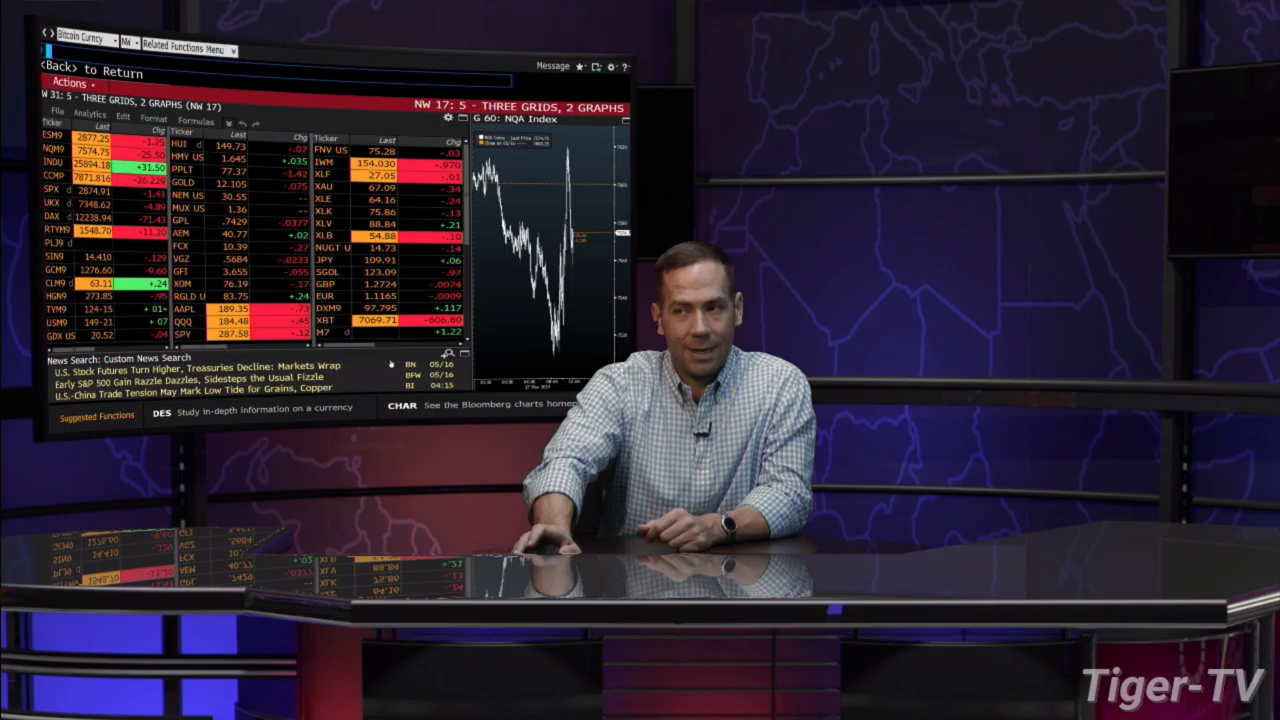 < > Bitcoin Curncy NW Related Functions Menu
Message
<Back> to Return
Actions
W 31: 5 - THREE GRIDS, 2 GRAPHS (NW 17)
NW 17: 5 - THREE GRIDS, 2 GRAPHS
File Analytics Edit Format Formulas
G 60: NQA Index
Ticker Last Chg
ESM9 2877.25 -1.25
NQM9 7574.75 -25.50
INDU 25894.18 +31.50
CCMP 7871.816 -26.229
SPX d 2874.91 -1.41
UKX d 7348.62 -4.89
DAX d 12238.94 -71.43
RTYM9 1548.70 -11.20
PLJ9 d
SIN9 14.410 -.129
GCM9 1276.60 -9.60
CLM9 d 63.11 +.24
HGN9 273.85 -.95
TYM9 124-15 + 01+
USM9 149-21 + 07
GDX US 20.52 -.04
Ticker Last Chg
HUI d 149.73 -.02
HMY US 1.645 +.035
PPLT 77.37 -1.42
GOLD 12.105 -.075
NEM US 30.55 --
MUX US 1.36 --
GPL .7429 -.0377
AEM 40.77 +.02
FCX 10.39 -.27
VGZ .5684 -.0233
GFI 3.655 -.055
XOM 76.19 -.17
RGLD U 83.75 +.24
AAPL 189.35 -.73
QQQ 184.48 -.45
SPY 287.58 -.12
Ticker Last Chg
FNV US 75.28 -.03
IWM 154.030 -.970
XLF 27.05 -.01
XAU 67.09 -.34
XLE 64.16 -.24
XLK 75.86 -.13
XLV 88.84 +.21
XLB 54.88 -.10
NUGT U 14.73 -.14
JPY 109.91 +.06
SGOL 123.09 -.97
GBP 1.2724 -.0074
EUR 1.1165 -.0009
DXM9 97.795 +.117
XBT 7069.71 -606.80
M7 d +1.22
17 May 2019
News Search: Custom News Search
U.S. Stock Futures Turn Higher, Treasuries Decline: Markets Wrap BN 05/16
Early S&P 500 Gain Razzle Dazzles, Sidesteps the Usual Fizzle BFW 05/16
U.S.-China Trade Tension May Mark Low Tide for Grains, Copper BI 04:15
Suggested Functions DES Study in-depth information on a currency CHAR See the Bloomberg charts
Tiger-TV